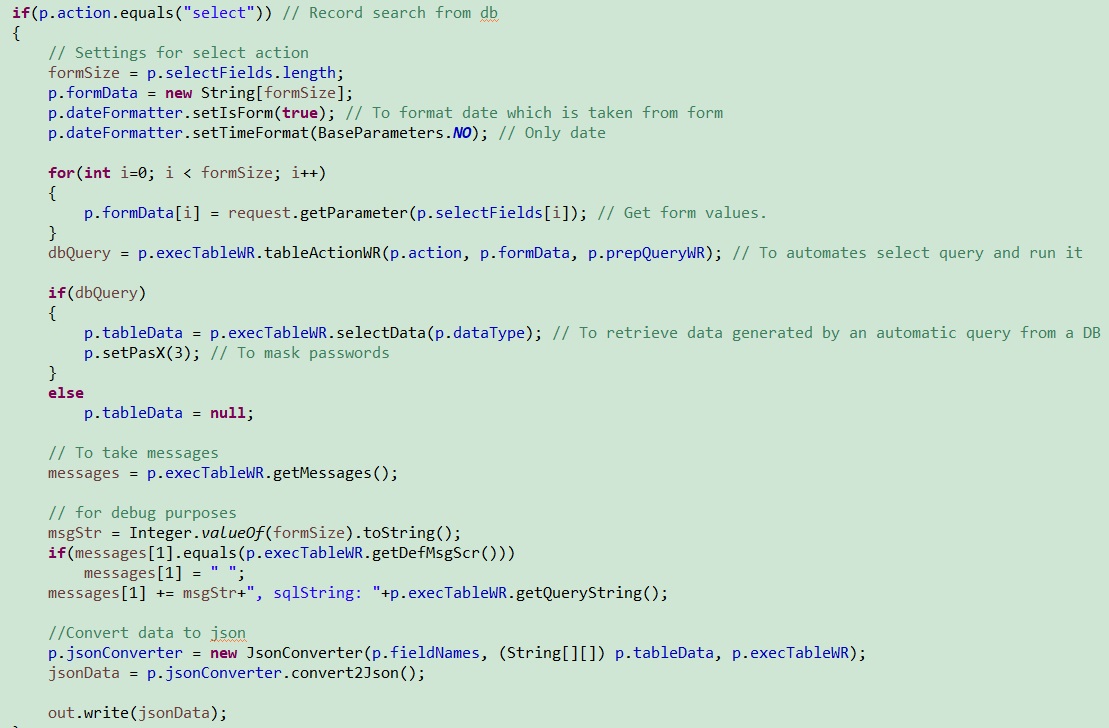 if(p.action.equals("select")) // Record search from db
{
    // Settings for select action
    formSize = p.selectFields.length;
    p.formData = new String[formSize];
    p.dateFormatter.setIsForm(true); // To format date which is taken from form
    p.dateFormatter.setTimeFormat(BaseParameters.NO); // Only date

    for(int i=0; i < formSize; i++)
    {
        p.formData[i] = request.getParameter(p.selectFields[i]); // Get form values.
    }
    dbQuery = p.execTableWR.tableActionWR(p.action, p.formData, p.prepQueryWR); // To automates select query and run it

    if(dbQuery)
    {
        p.tableData = p.execTableWR.selectData(p.dataType); // To retrieve data generated by an automatic query from a DB
        p.setPasX(3); // To mask passwords
    }
    else
        p.tableData = null;

    // To take messages
    messages = p.execTableWR.getMessages();

    // for debug purposes
    msgStr = Integer.valueOf(formSize).toString();
    if(messages[1].equals(p.execTableWR.getDefMsgScr()))
        messages[1] = " ";
    messages[1] += msgStr+", sqlString: "+p.execTableWR.getQueryString();

    //Convert data to json
    p.jsonConverter = new JsonConverter(p.fieldNames, (String[][]) p.tableData, p.execTableWR);
    jsonData = p.jsonConverter.convert2Json();

    out.write(jsonData);